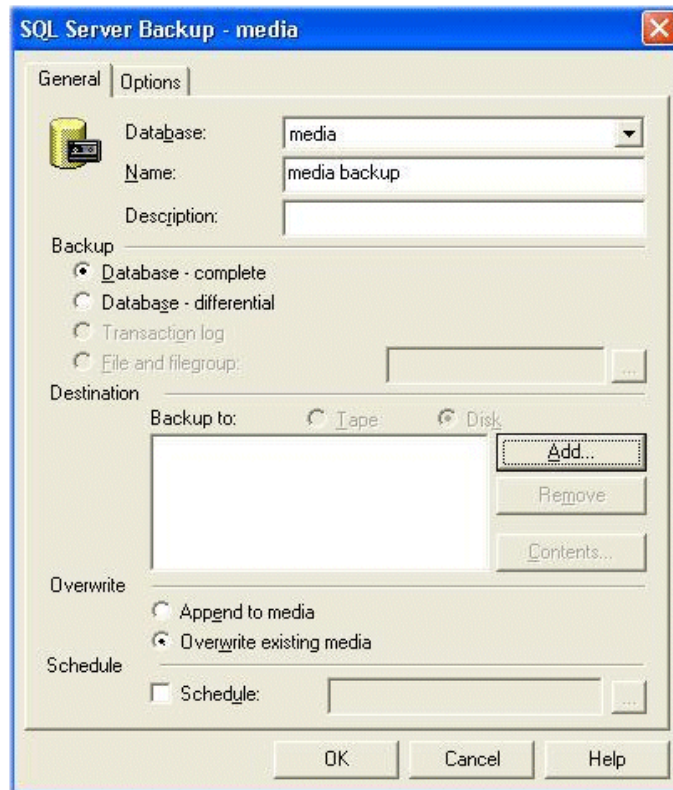 SQL Server Backup - media
General Options
Database: media
Name: media backup
Description:
Backup
Database - complete
Database - differential
Transaction log
File and filegroup: ...
Destination
Backup to: Tape Disk
Add...
Remove
Contents...
Overwrite
Append to media
Overwrite existing media
Schedule
Schedule: ...
OK Cancel Help